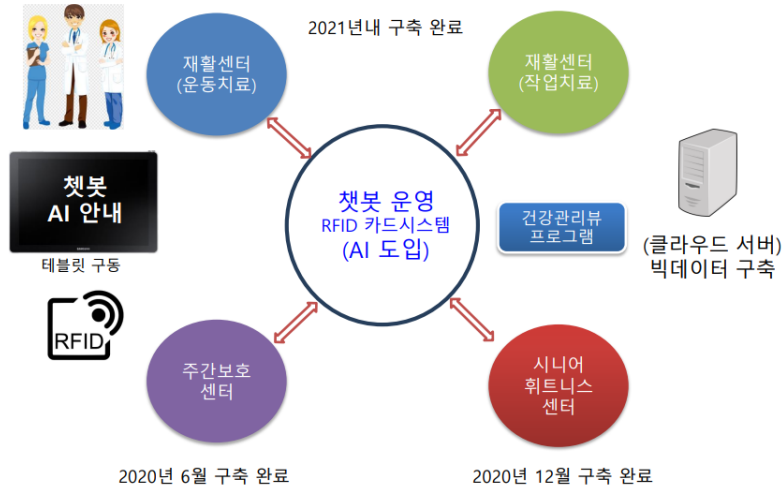 2021년내 구축 완료
재활센터
(운동치료)
재활센터
(작업치료)
쳇봇
AI 안내
테블릿 구동
RFID
챗봇 운영
RFID 카드시스템
(AI 도입)
건강관리뷰
프로그램
(클라우드 서버)
빅데이터 구축
주간보호
센터
시니어
휘트니스
센터
2020년 6월 구축 완료
2020년 12월 구축 완료